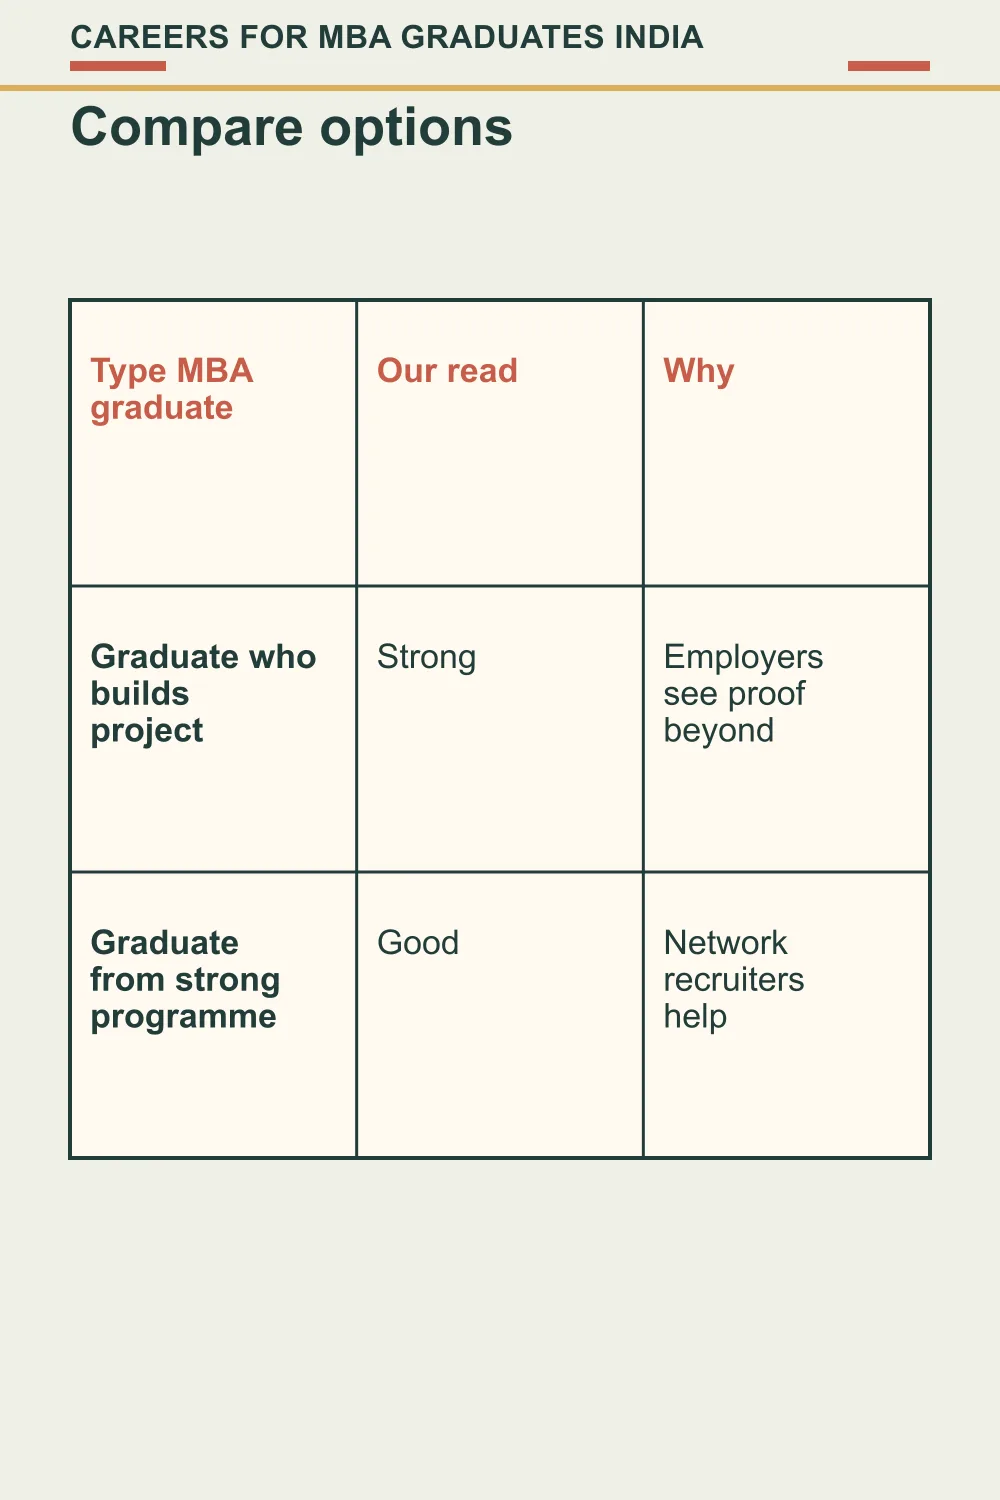 CAREERS FOR MBA GRADUATES INDIA
Compare options
Type MBA
graduate
Our read
Why
Graduate who
builds
project
Strong
Employers
see proof
beyond
Graduate
from strong
programme
Good
Network
recruiters
help